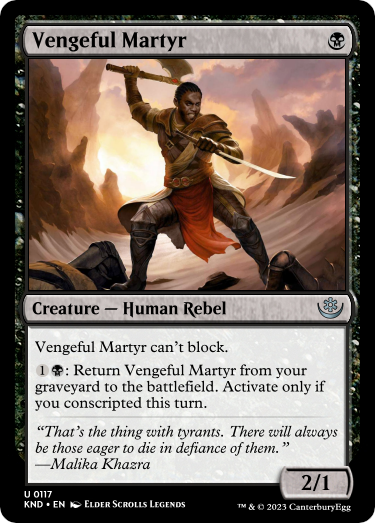 Vengeful Martyr
Creature — Human Rebel
Vengeful Martyr can't block.
1 : Return Vengeful Martyr from your
graveyard to the battlefield. Activate only if
you conscripted this turn.
“That's the thing with tyrants. There will always
be those eager to die in defiance of them.”
—Malika Khazra
2/1
U 0117
KND • EN Elder Scrolls Legends
™ & © 2023 CanterburyEgg